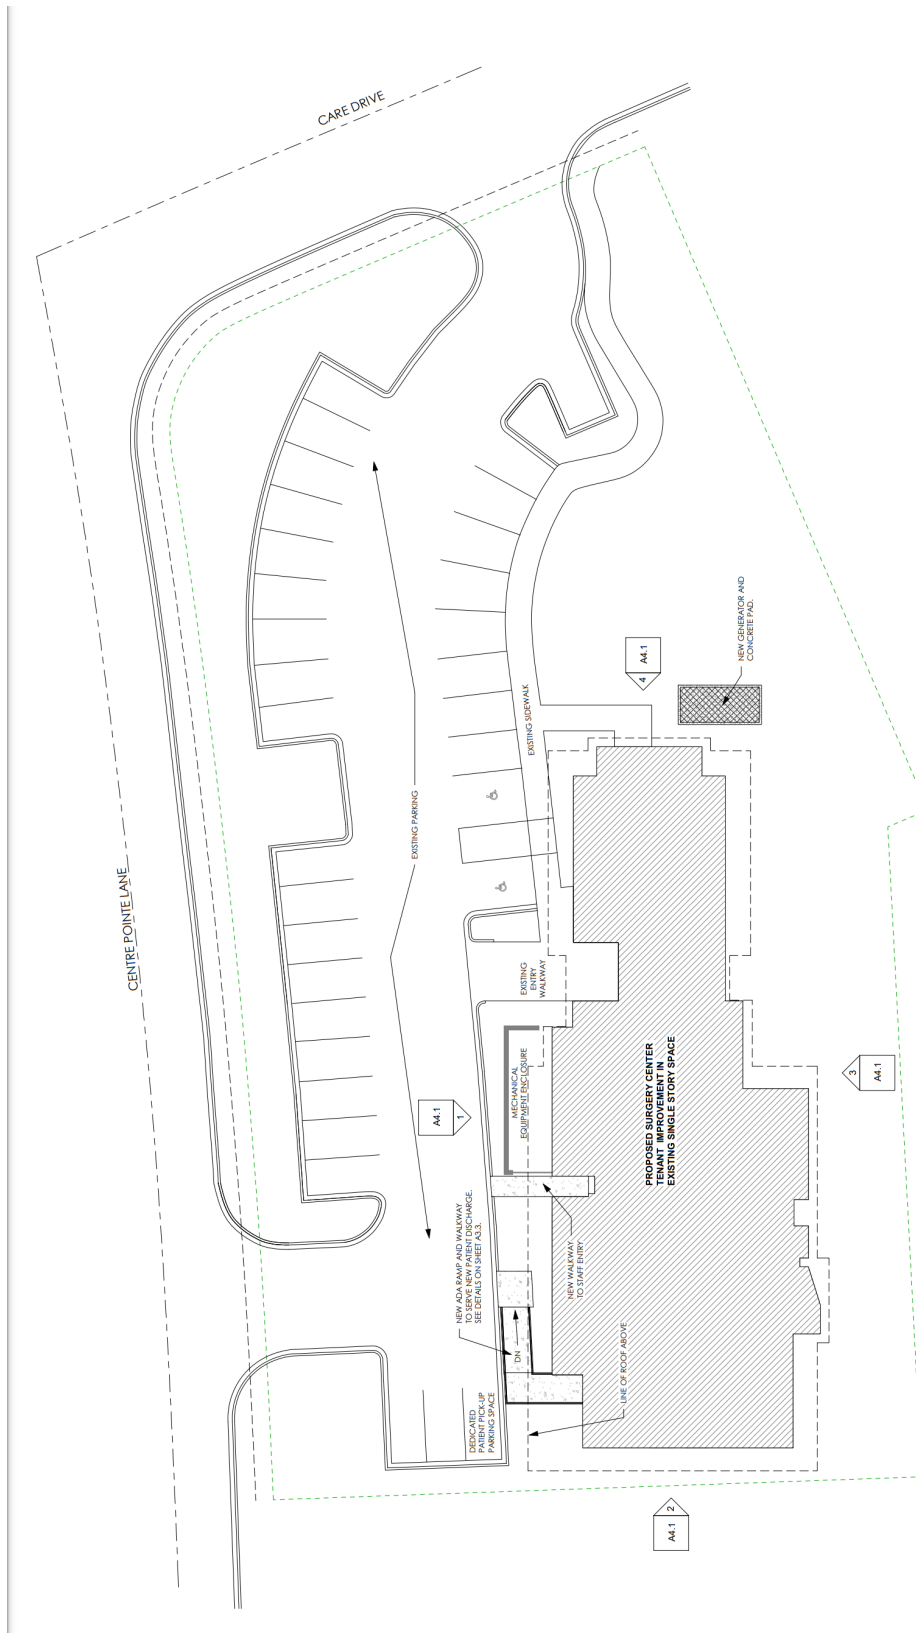 CARE DRIVE
CENTRE POINTE LANE
NEW GENERATOR AND
CONCRETE PAD.
4
A4.1
EXISTING SIDEWALK
EXISTING PARKING
EXISTING
ENTRY
WALKWAY
MECHANICAL
EQUIPMENT ENCLOSURE
A4.1
1
PROPOSED SURGERY CENTER
TENANT IMPROVEMENT IN
EXISTING SINGLE STORY SPACE
3
A4.1
NEW ADA RAMP AND WALKWAY
TO SERVE NEW PATIENT DISCHARGE.
SEE DETAILS ON SHEET A3.3.
NEW WALKWAY
TO STAFF ENTRY
DN
LINE OF ROOF ABOVE
DEDICATED
PATIENT PICK-UP
PARKING SPACE
A4.1
2